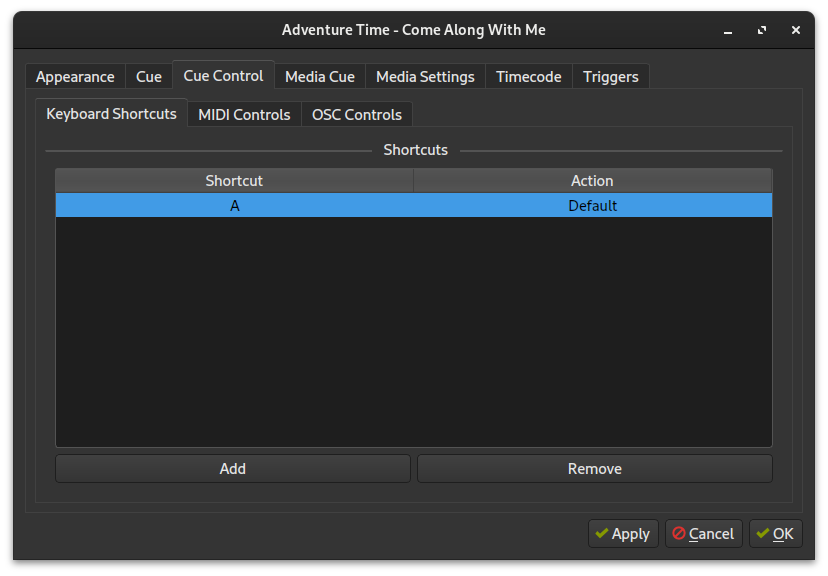 Adventure Time - Come Along With Me
Appearance Cue Cue Control Media Cue Media Settings Timecode Triggers
Keyboard Shortcuts MIDI Controls OSC Controls
Shortcuts
Shortcut Action
A Default
Add Remove
Apply Cancel OK